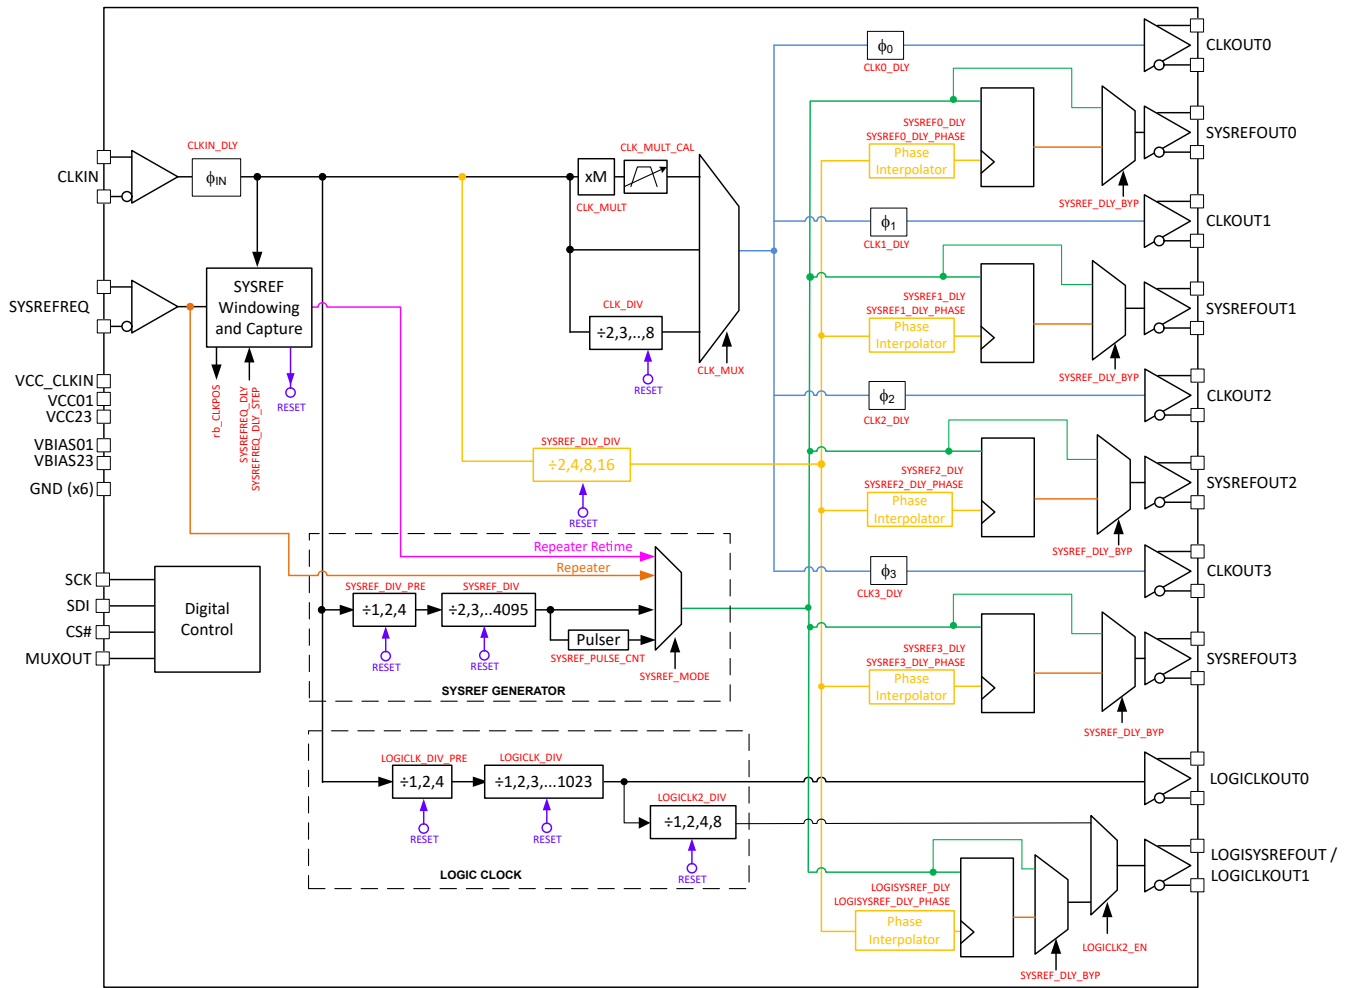 CLKIN
SYSREFREQ
VCC_CLKIN
VCC01
VCC23
VBIAS01
VBIAS23
GND (x6)
SCK
SDI
CS#
MUXOUT
Digital
Control
CLKIN_DLY
ϕIN
SYSREF
Windowing
and Capture
rb_CLKPOS
SYSREFREQ_DLY
SYSREFREQ_DLY_STEP
RESET
xM
CLK_MULT
CLK_MULT_CAL
CLK_DIV
÷2,3,..,8
RESET
CLK_MUX
SYSREF_DLY_DIV
÷2,4,8,16
RESET
Repeater Retime
Repeater
SYSREF_DIV_PRE
÷1,2,4
RESET
SYSREF_DIV
÷2,3,..4095
RESET
Pulser
SYSREF_PULSE_CNT
SYSREF_MODE
SYSREF GENERATOR
LOGICLK_DIV_PRE
÷1,2,4
RESET
LOGICLK_DIV
÷1,2,3,...1023
RESET
LOGICLK2_DIV
÷1,2,4,8
RESET
LOGIC CLOCK
ϕ0
CLK0_DLY
CLKOUT0
SYSREF0_DLY
SYSREF0_DLY_PHASE
Phase
Interpolator
SYSREF_DLY_BYP
SYSREFOUT0
ϕ1
CLK1_DLY
CLKOUT1
SYSREF1_DLY
SYSREF1_DLY_PHASE
Phase
Interpolator
SYSREF_DLY_BYP
SYSREFOUT1
ϕ2
CLK2_DLY
CLKOUT2
SYSREF2_DLY
SYSREF2_DLY_PHASE
Phase
Interpolator
SYSREF_DLY_BYP
SYSREFOUT2
ϕ3
CLK3_DLY
CLKOUT3
SYSREF3_DLY
SYSREF3_DLY_PHASE
Phase
Interpolator
SYSREF_DLY_BYP
SYSREFOUT3
LOGICLKOUT0
LOGISYSREF_DLY
LOGISYSREF_DLY_PHASE
Phase
Interpolator
SYSREF_DLY_BYP
LOGICLK2_EN
LOGISYSREFOUT /
LOGICLKOUT1